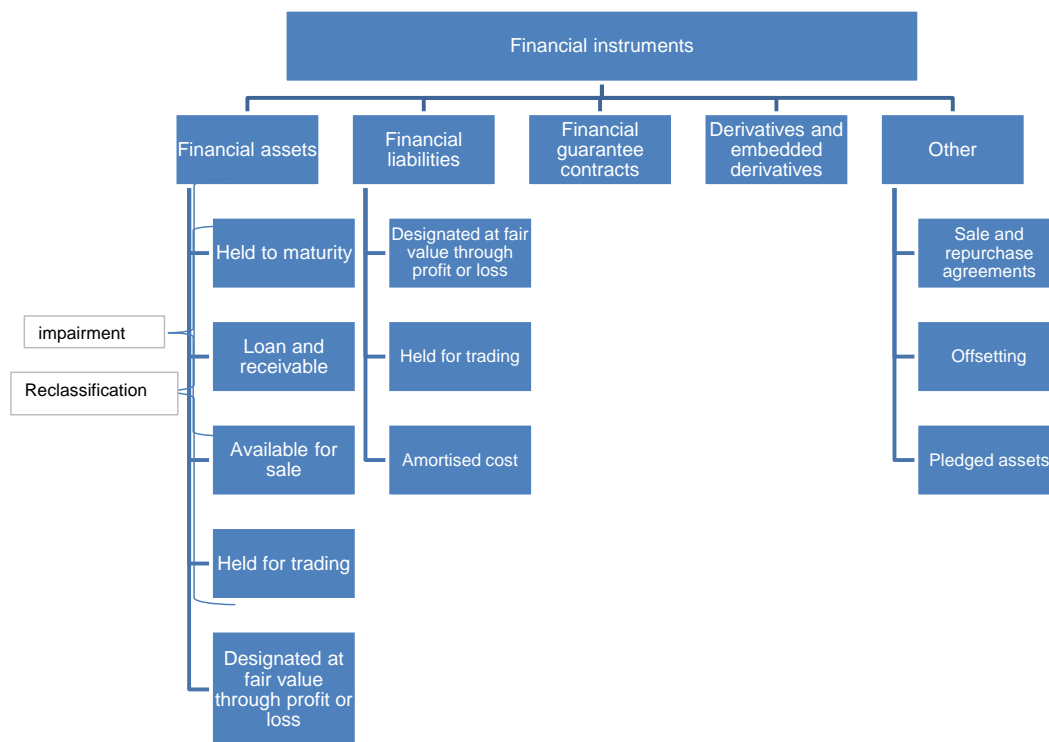 Financial instruments
Financial assets
Financial
liabilities
Financial
guarantee
contracts
Derivatives and
embedded
derivatives
Other
Held to maturity
Designated at fair
value through
profit or loss
Sale and
repurchase
agreements
impairment
Loan and
receivable
Held for trading
Offsetting
Reclassification
Available for
sale
Amortised cost
Pledged assets
Held for trading
Designated at
fair value
through profit or
loss